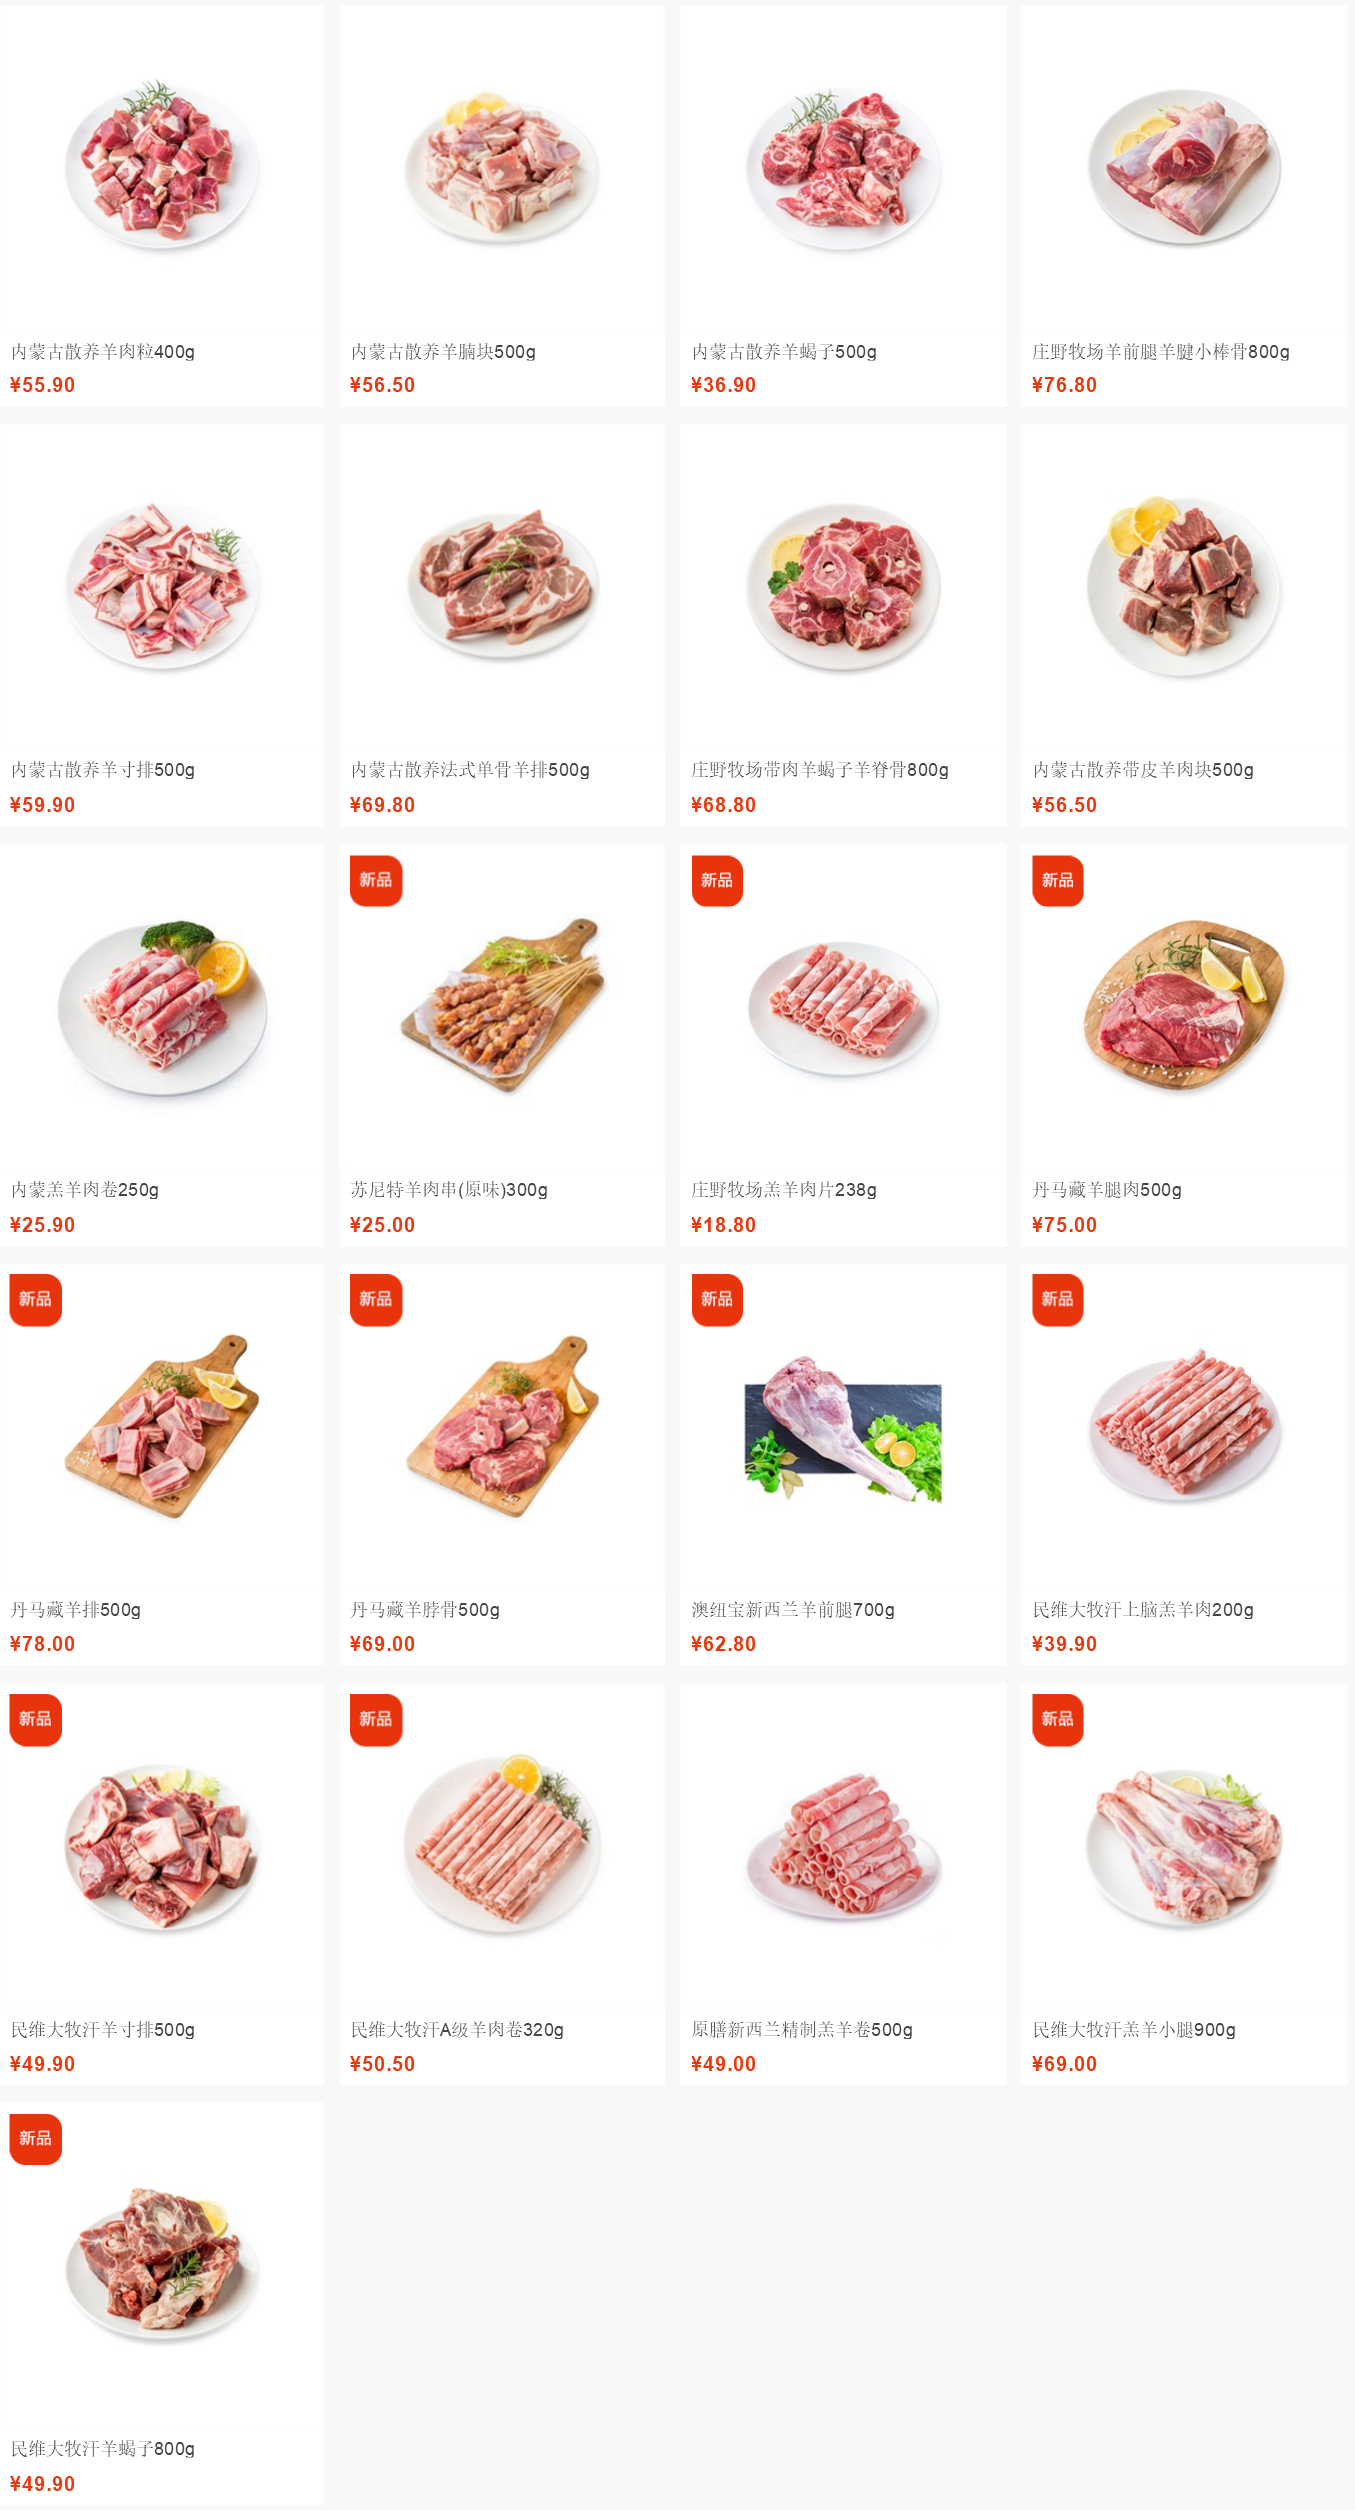 内蒙古散养羊肉粒400g
¥55.90
内蒙古散养羊腩块500g
¥56.50
内蒙古散养羊蝎子500g
¥36.90
庄野牧场羊前腿羊腱小棒骨800g
¥76.80
内蒙古散养羊寸排500g
¥59.90
内蒙古散养法式单骨羊排500g
¥69.80
庄野牧场带肉羊蝎子羊脊骨800g
¥68.80
内蒙古散养带皮羊肉块500g
¥56.50
内蒙羔羊肉卷250g
¥25.90
新品
苏尼特羊肉串(原味)300g
¥25.00
新品
庄野牧场羔羊肉片238g
¥18.80
新品
丹马藏羊腿肉500g
¥75.00
新品
丹马藏羊排500g
¥78.00
新品
丹马藏羊脖骨500g
¥69.00
新品
澳纽宝新西兰羊前腿700g
¥62.80
新品
民维大牧汗上脑羔羊肉200g
¥39.90
新品
民维大牧汗羊寸排500g
¥49.90
新品
民维大牧汗A级羊肉卷320g
¥50.50
原膳新西兰精制羔羊卷500g
¥49.00
新品
民维大牧汗羔羊小腿900g
¥69.00
新品
民维大牧汗羊蝎子800g
¥49.90